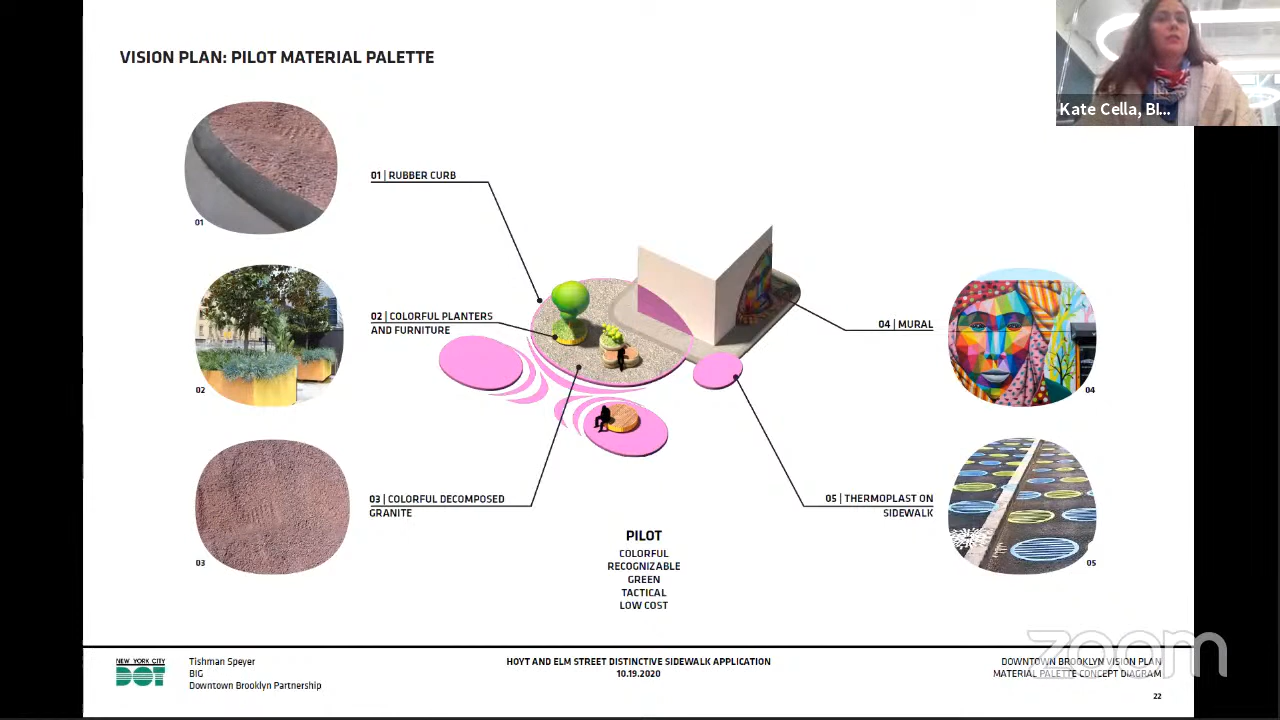 VISION PLAN: PILOT MATERIAL PALETTE
Kate Cella, BI...
01 | RUBBER CURB
01
02 | COLORFUL PLANTERS
AND FURNITURE
02
04 | MURAL
04
03 | COLORFUL DECOMPOSED
GRANITE
03
05 | THERMOPLAST ON
SIDEWALK
05
PILOT
COLORFUL
RECOGNIZABLE
GREEN
TACTICAL
LOW COST
zoom
NEW YORK CITY
DOT
Tishman Speyer
BIG
Downtown Brooklyn Partnership
HOYT AND ELM STREET DISTINCTIVE SIDEWALK APPLICATION
10.19.2020
DOWNTOWN BROOKLYN VISION PLAN
MATERIAL PALETTE CONCEPT DIAGRAM
22